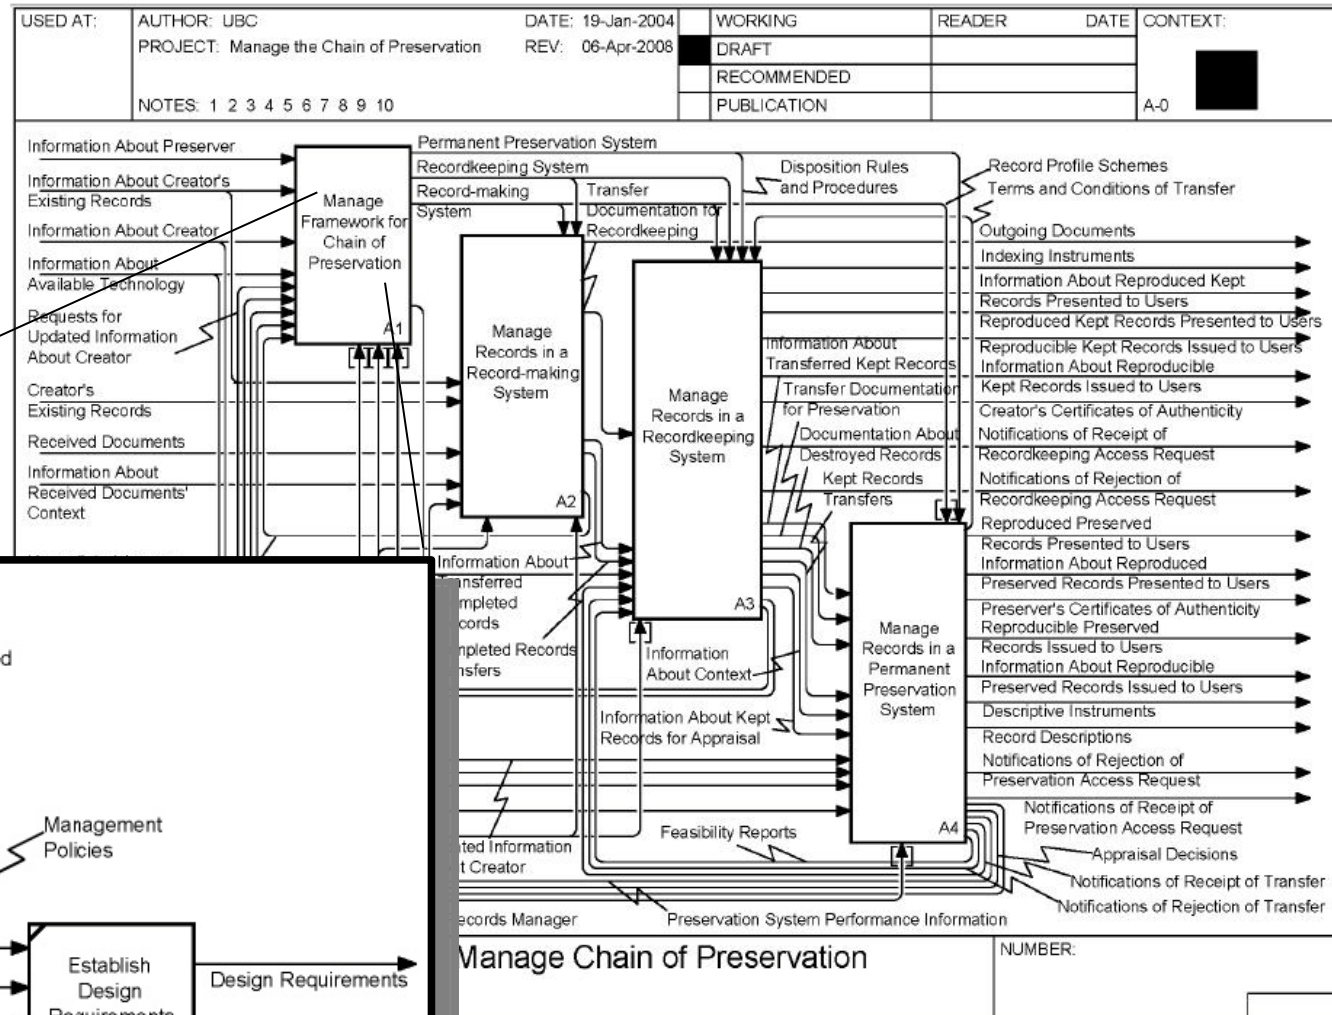 USED AT:
AUTHOR: UBC
DATE: 19-Jan-2004
WORKING
READER
DATE
CONTEXT:
PROJECT: Manage the Chain of Preservation
REV: 06-Apr-2008
DRAFT
RECOMMENDED
NOTES: 1 2 3 4 5 6 7 8 9 10
PUBLICATION
A-0
Information About Preserver
Information About Creator's
Existing Records
Information About Creator
Information About
Available Technology
Requests for
Updated Information
About Creator
Creator's
Existing Records
Received Documents
Information About
Received Documents'
Context
Manage
Framework for
Chain of
Preservation
A1
Permanent Preservation System
Recordkeeping System
Record-making
System
Transfer
Documentation for
Recordkeeping
Disposition Rules
and Procedures
Record Profile Schemes
Terms and Conditions of Transfer
Manage
Records in a
Record-making
System
A2
Manage
Records in a
Recordkeeping
System
A3
Information About
Transferred Kept Records
Transfer Documentation
for Preservation
Documentation About
Destroyed Records
Kept Records
Transfers
Outgoing Documents
Indexing Instruments
Information About Reproduced Kept
Records Presented to Users
Reproduced Kept Records Presented to Users
Reproducible Kept Records Issued to Users
Information About Reproducible
Kept Records Issued to Users
Creator's Certificates of Authenticity
Notifications of Receipt of
Recordkeeping Access Request
Notifications of Rejection of
Recordkeeping Access Request
Reproduced Preserved
Records Presented to Users
Information About Reproduced
Preserved Records Presented to Users
Preserver's Certificates of Authenticity
Reproducible Preserved
Records Issued to Users
Information About Reproducible
Preserved Records Issued to Users
Descriptive Instruments
Record Descriptions
Notifications of Rejection of
Preservation Access Request
Notifications of Receipt of
Preservation Access Request
Appraisal Decisions
Notifications of Receipt of Transfer
Notifications of Rejection of Transfer
Manage
Records in a
Permanent
Preservation
System
A4
Information About
ansferred
mpleted
cords
mpleted Records
nsfers
Information
About Context
Information About Kept
Records for Appraisal
Feasibility Reports
ated Information
t Creator
ecords Manager
Preservation System Performance Information
Manage Chain of Preservation
NUMBER:
d
Management
Policies
Establish
Design
Requirements
Design Requirements